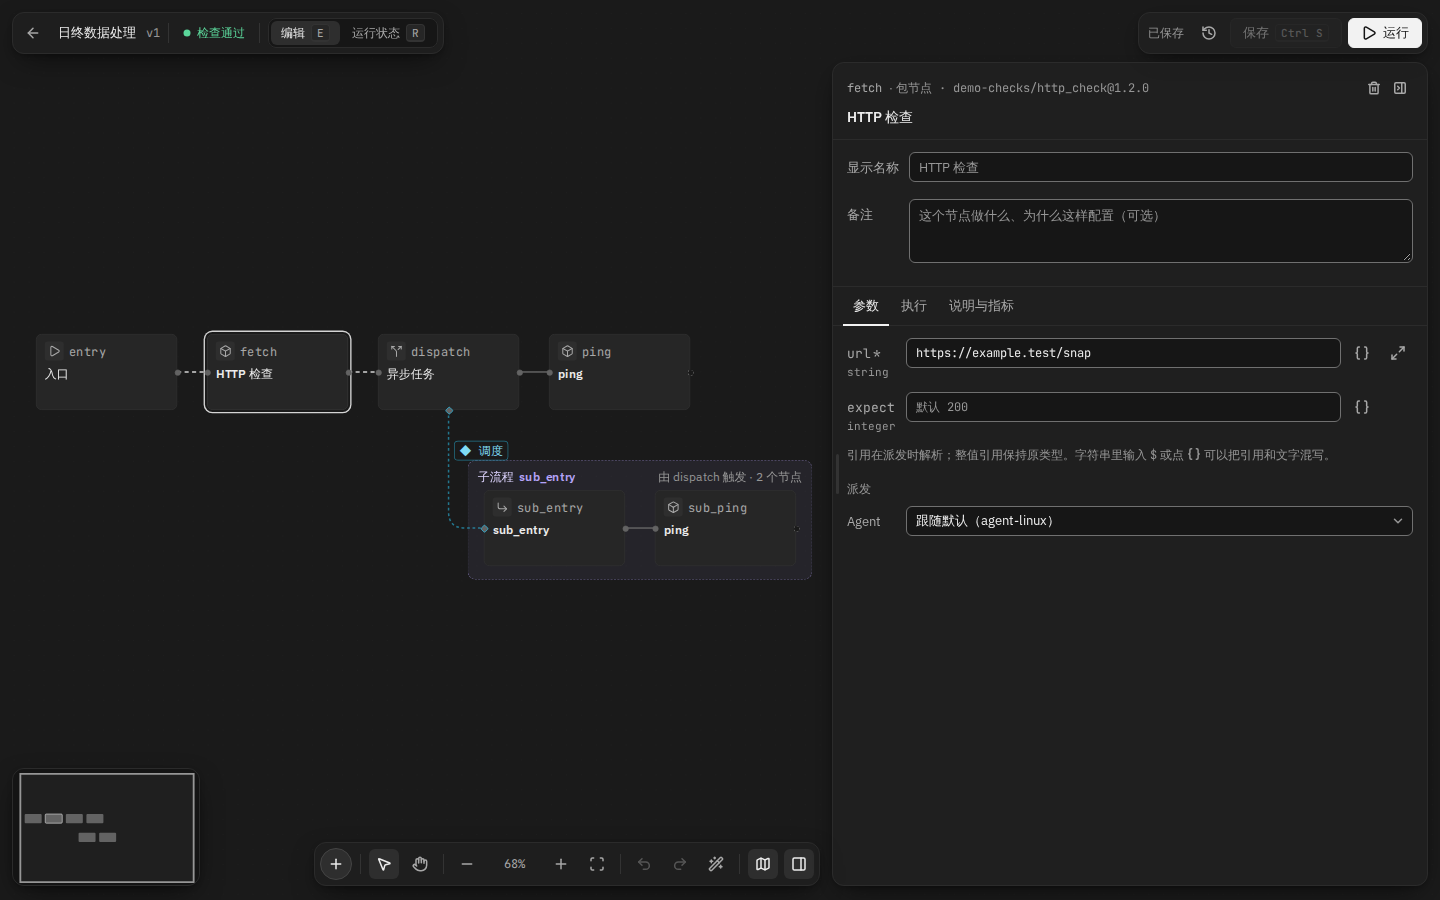 日终数据处理 v1 检查通过 编辑 E 运行状态 R
已保存 保存 Ctrl S 运行
fetch · 包节点 · demo-checks/http_check@1.2.0
HTTP 检查
显示名称 HTTP 检查
备注 这个节点做什么、为什么这样配置（可选）
参数 执行 说明与指标
url* https://example.test/snap
string
expect 默认 200
integer
引用在派发时解析；整值引用保持原类型。字符串里输入 $ 或点 {} 可以把引用和文字混写。
派发
Agent 跟随默认（agent-linux）
entry
入口
fetch
HTTP 检查
dispatch
异步任务
ping
ping
调度
子流程 sub_entry 由 dispatch 触发 · 2 个节点
sub_entry
sub_entry
sub_ping
ping
68%